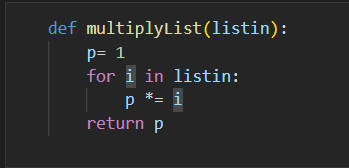 def multiplyList(listin):
    p= 1
    for i in listin:
        p *= i
    return p